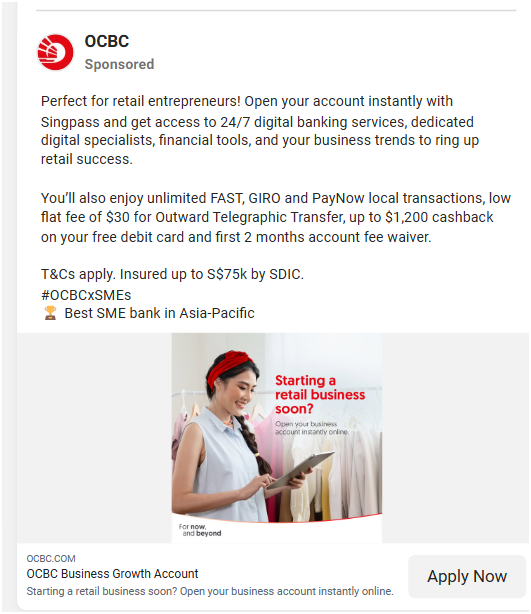 OCBC
Sponsored
Perfect for retail entrepreneurs! Open your account instantly with
Singpass and get access to 24/7 digital banking services, dedicated
digital specialists, financial tools, and your business trends to ring up
retail success.
You'll also enjoy unlimited FAST, GIRO and PayNow local transactions, low
flat fee of $30 for Outward Telegraphic Transfer, up to $1,200 cashback
on your free debit card and first 2 months account fee waiver.
T&Cs apply. Insured up to S$75k by SDIC.
#OCBCxSMEs
🏆 Best SME bank in Asia-Pacific
Starting a
retail business
soon?
Open your business
account instantly online.
For now,
and beyond
OCBC.COM
OCBC Business Growth Account
Starting a retail business soon? Open your business account instantly online.
Apply Now